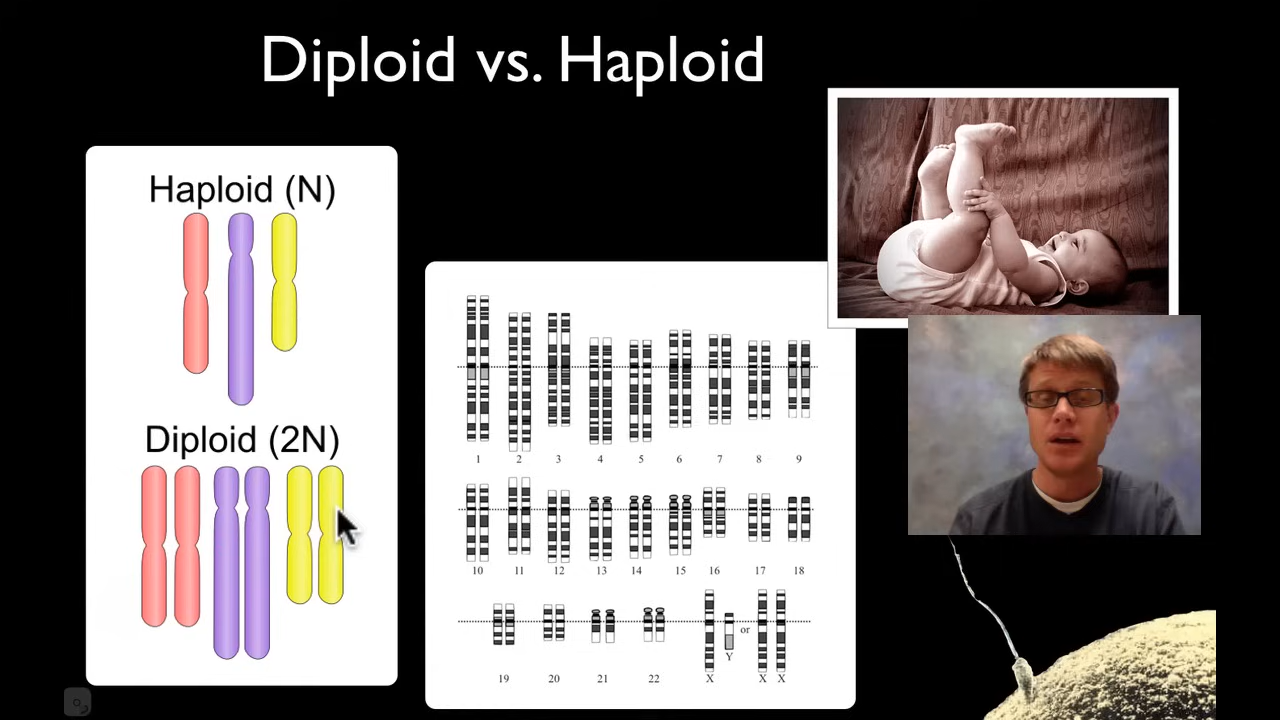 Diploid vs. Haploid
Haploid (N)
Diploid (2N)
1 2 3 4 5 6 7 8 9
10 11 12 13 14 15 16 17 18
or
Y
19 20 21 22 X X X